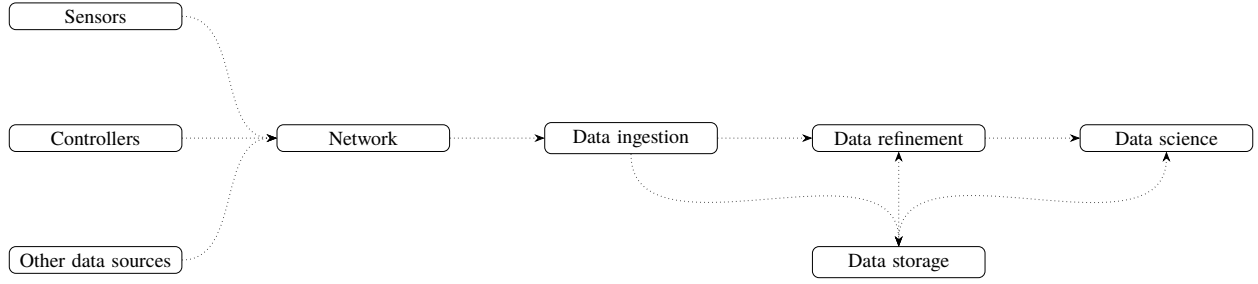 Sensors
Controllers
Network
Data ingestion
Data refinement
Data science
Other data sources
Data storage